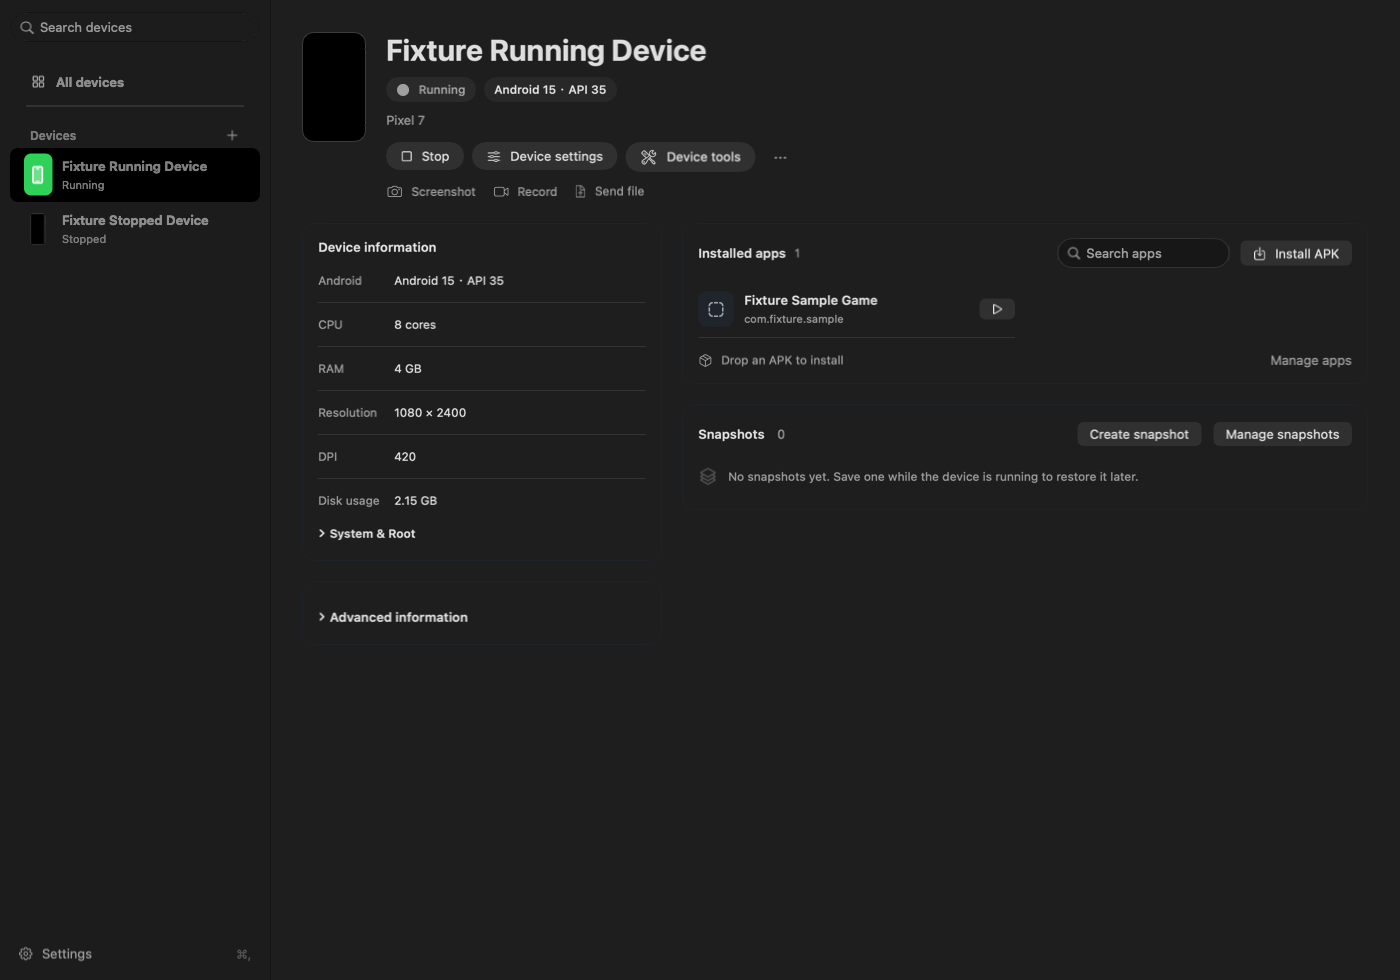 Search devices
All devices
Devices
Fixture Running Device
Running
Fixture Stopped Device
Stopped
Settings
⌘,
Fixture Running Device
Running
Android 15 · API 35
Pixel 7
Stop
Device settings
Device tools
Screenshot
Record
Send file
Device information
Android Android 15 · API 35
CPU 8 cores
RAM 4 GB
Resolution 1080 × 2400
DPI 420
Disk usage 2.15 GB
System & Root
Advanced information
Installed apps 1
Search apps
Install APK
Fixture Sample Game
com.fixture.sample
Drop an APK to install
Manage apps
Snapshots 0
Create snapshot
Manage snapshots
No snapshots yet. Save one while the device is running to restore it later.